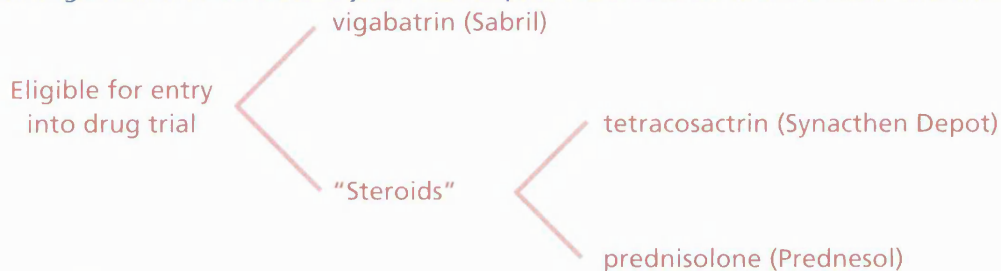 vigabatrin (Sabril)
Eligible for entry
into drug trial
tetracosactrin (Synacthen Depot)
"Steroids"
prednisolone (Prednesol)